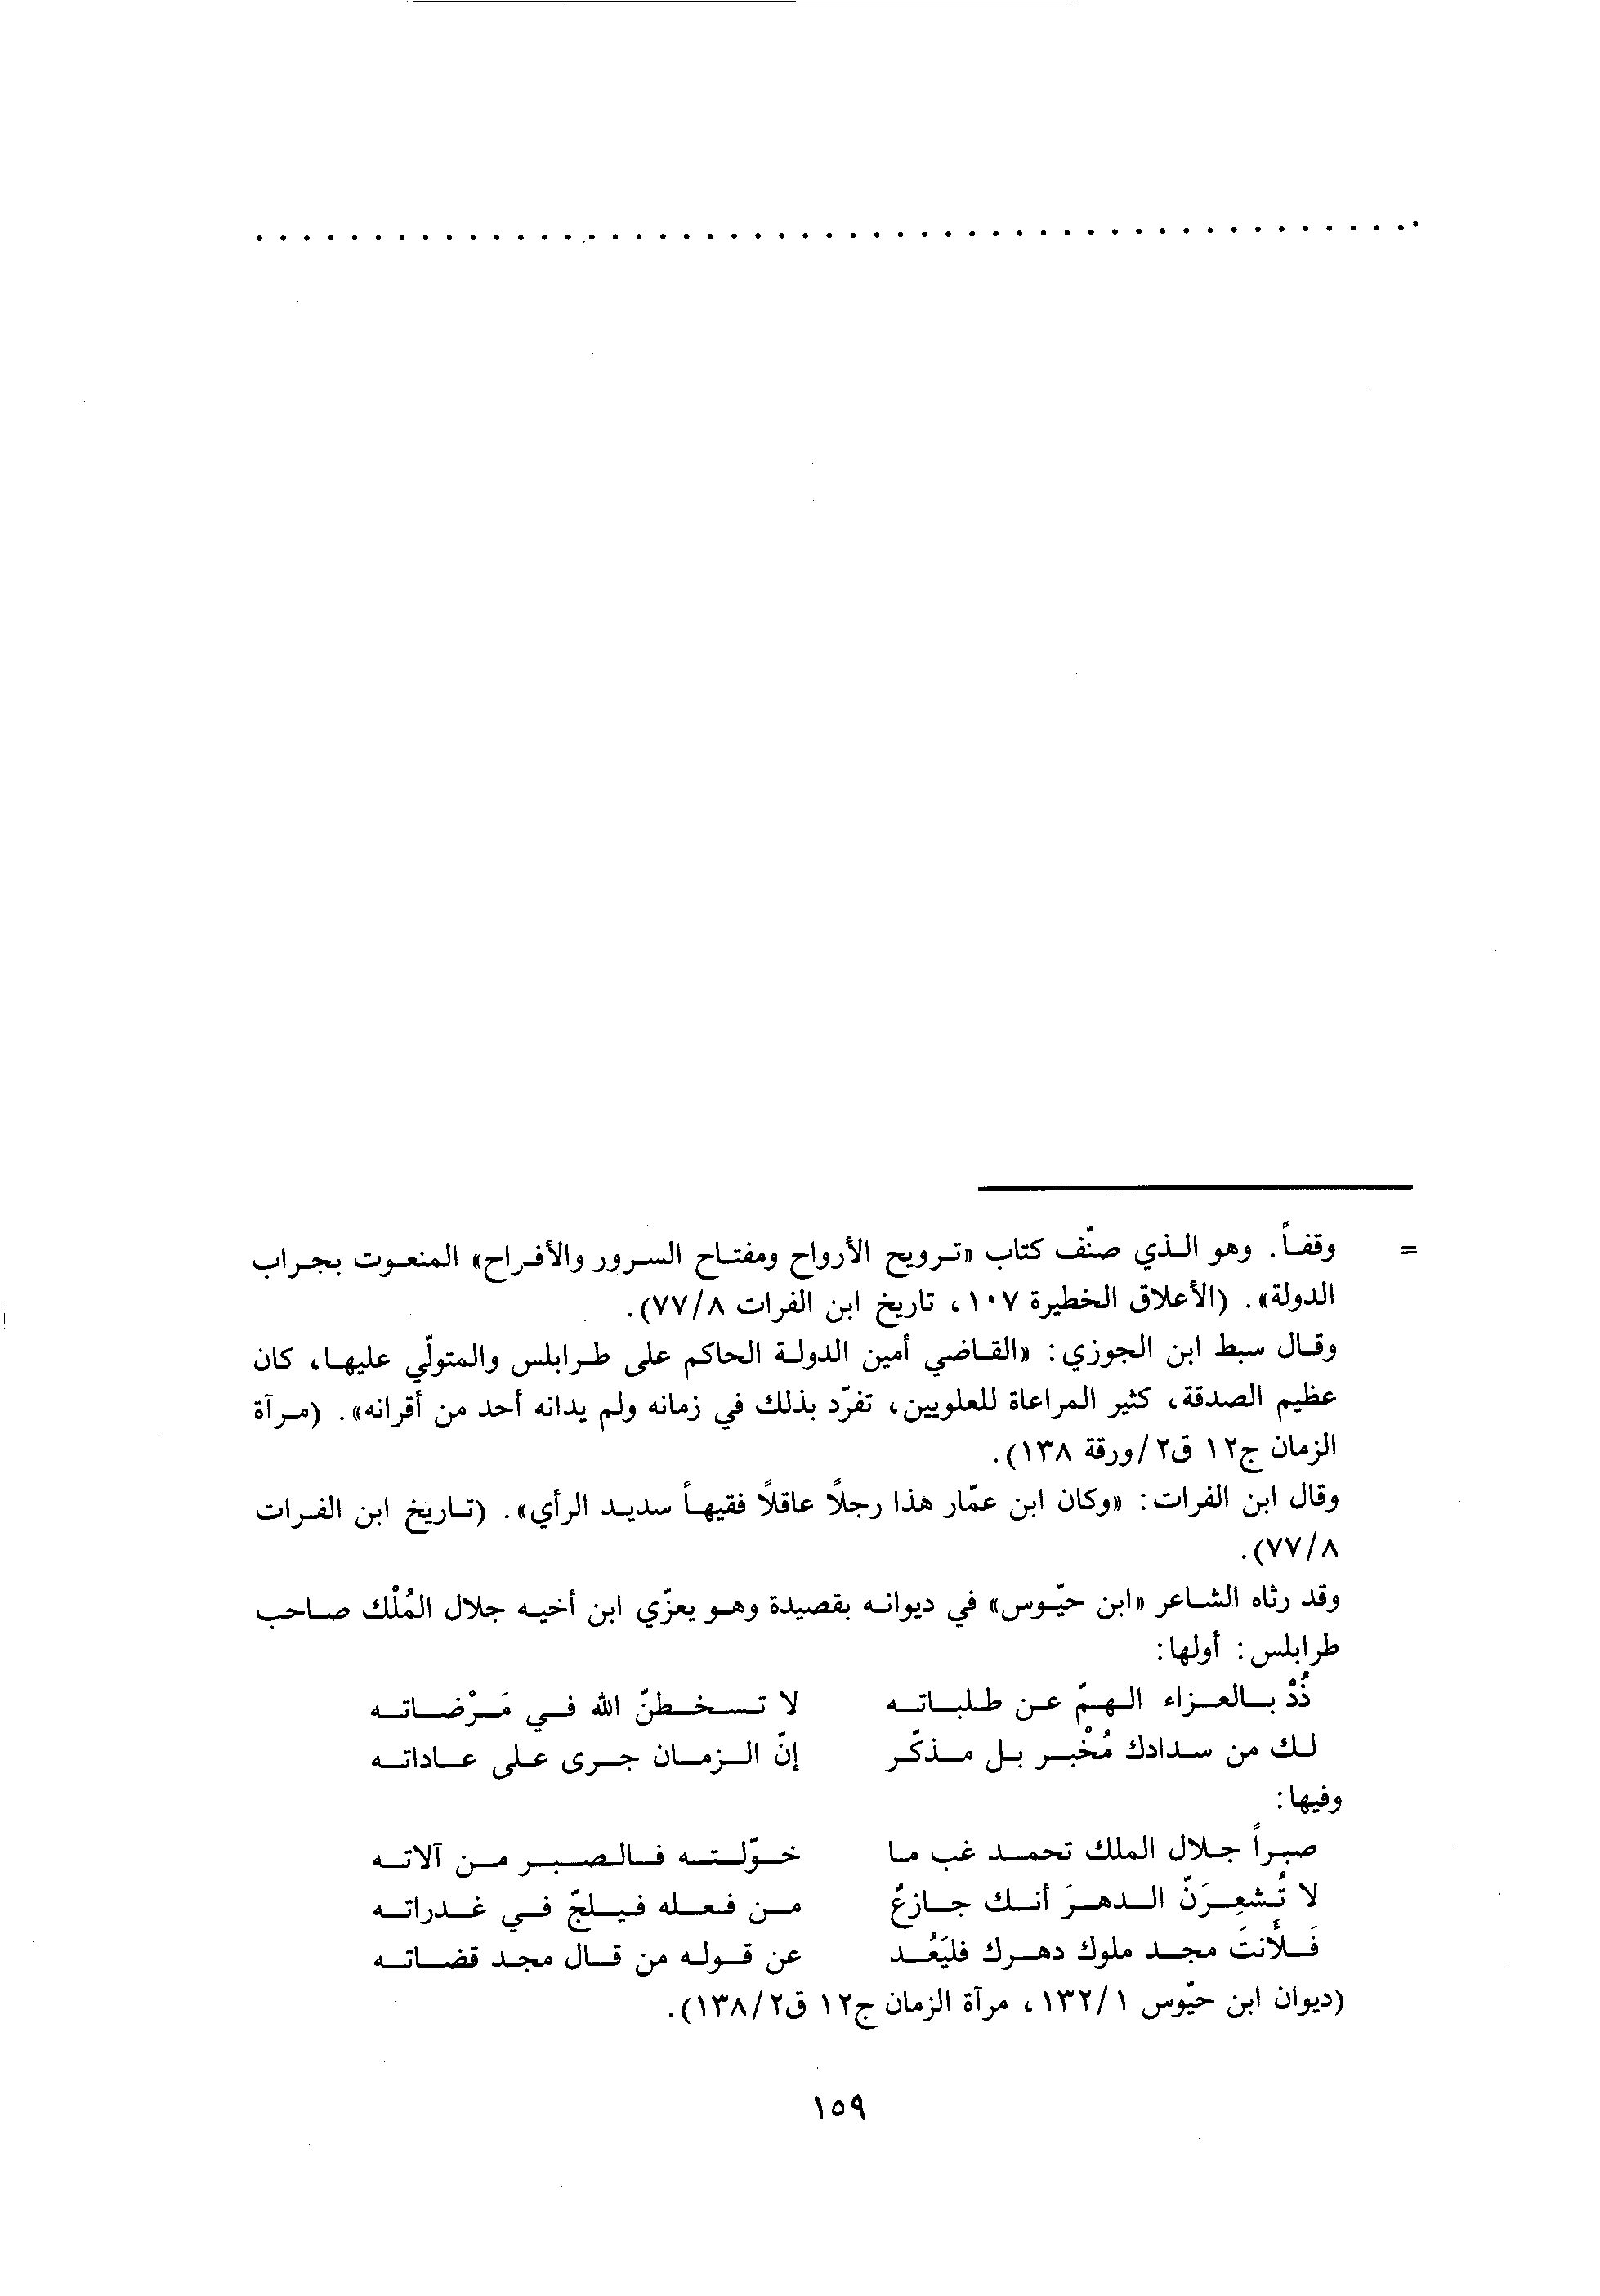 . . . . . . . . . . . . . . . . . . . . . . . . . . . . . . . . . . . . . . . . . . . . . . . . .
= وقفاً. وهو الذي صنّف كتاب «ترويح الأرواح ومفتاح السرور والأفراح» المنعوت بجراب
الدولة». (الأعلاق الخطيرة ١٠٧، تاريخ ابن الفرات ٧٧/٨).
وقال سبط ابن الجوزي: «القاضي أمين الدولة الحاكم على طرابلس والمتولّي عليها، كان
عظيم الصدقة، كثير المراعاة للعلويين، تفرّد بذلك في زمانه ولم يدانه أحد من أقرانه». (مرآة
الزمان ج١٢ ق٢/ورقة ١٣٨).
وقال ابن الفرات: «وكان ابن عمّار هذا رجلاً عاقلاً فقيهاً سديد الرأي». (تاريخ ابن الفرات
٧٧/٨).
وقد رثاه الشاعر «ابن حيّوس» في ديوانه بقصيدة وهو يعزّي ابن أخيه جلال المُلْك صاحب
طرابلس: أولها:
ذُدْ بالعزاء الهمّ عن طلباته لا تسخطنّ الله في مَرْضاته
لك من سدادك مُخْبر بل مذكّر إنّ الزمان جرى على عاداته
وفيها:
صبراً جلال الملك تحمد غب ما خوّلته فالصبر من آلاته
لا تُشعِرَنّ الدهرَ أنك جازعٌ من فعله فيلجّ في غدراته
فَلأَنتَ مجد ملوك دهرك فليَعُد عن قوله من قال مجد قضاته
(ديوان ابن حيّوس ١٣٢/١، مرآة الزمان ج١٢ ق١٣٨/٢).
١٥٩